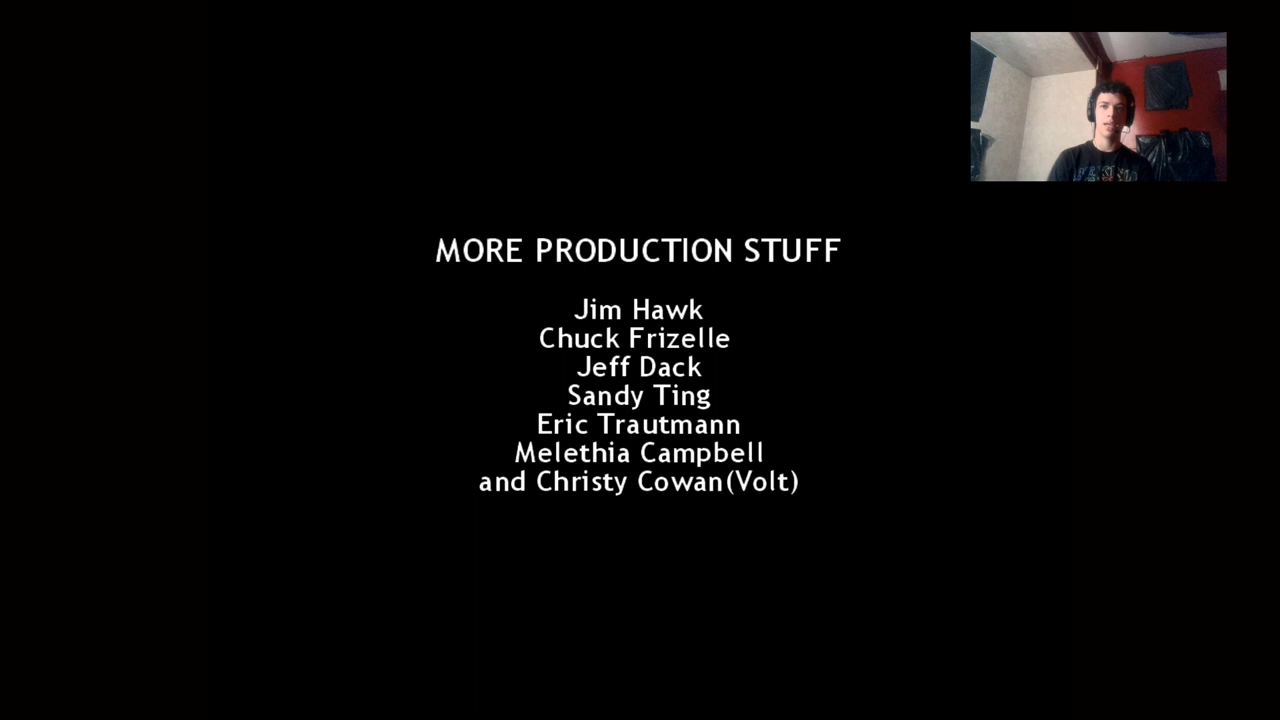 MORE PRODUCTION STUFF
Jim Hawk
Chuck Frizelle
Jeff Dack
Sandy Ting
Eric Trautmann
Melethia Campbell
and Christy Cowan(Volt)